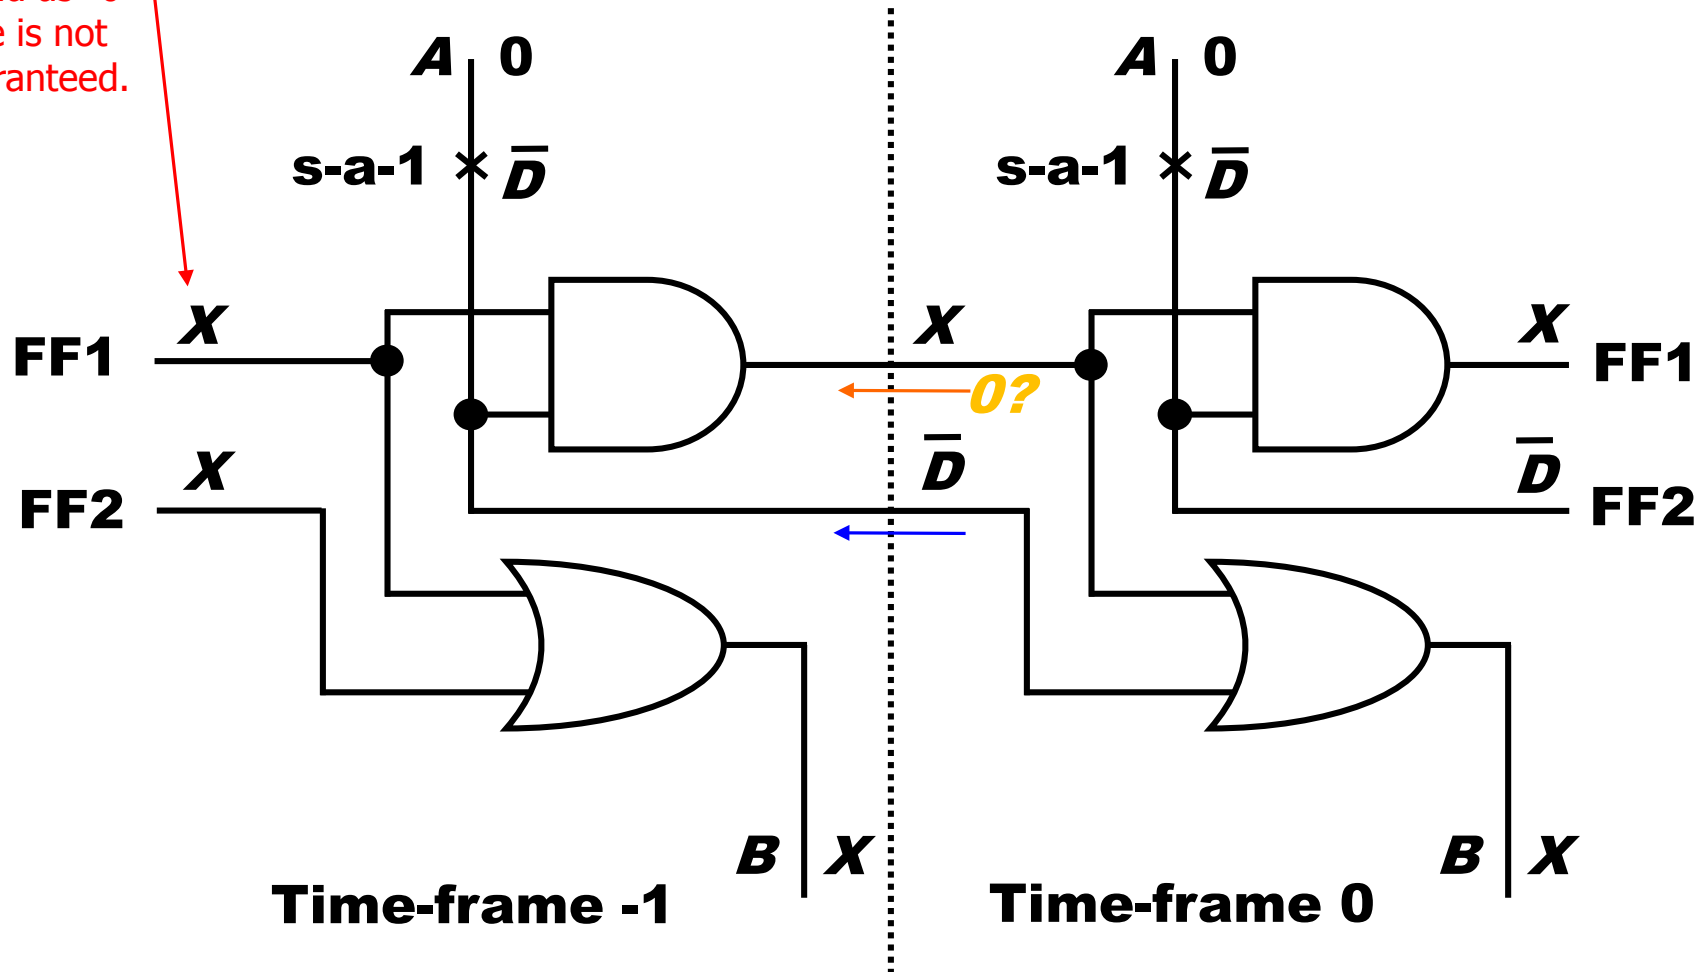 e is not
ranteed.
A 0
A 0
s-a-1 D̅
s-a-1 D̅
X
X
X
FF1
FF1
0?
X
D̅
D̅
FF2
FF2
B X
B X
Time-frame -1
Time-frame 0